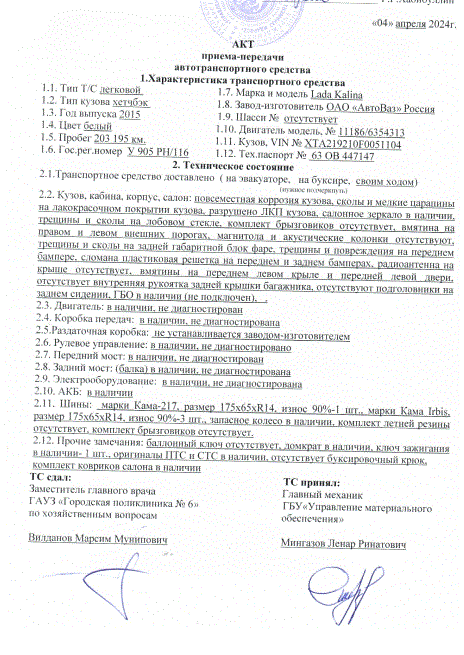 «04» апреля 2024г.
АКТ
приема-передачи
автотранспортного средства
1.Характеристика транспортного средства
1.1. Тип Т/С легковой
1.2. Тип кузова хетчбэк
1.3. Год выпуска 2015
1.4. Цвет белый
1.5. Пробег 203 195 км.
1.6. Гос.рег.номер У 905 РН/116
1.7. Марка и модель Lada Kalina
1.8. Завод-изготовитель ОАО «АвтоВаз» Россия
1.9. Шасси № отсутствует
1.10. Двигатель модель, № 11186/6354313
1.11. Кузов, VIN № XTA219210F0051104
1.12. Тех.паспорт № 63 ОВ 447147
2. Техническое состояние
2.1.Транспортное средство доставлено ( на эвакуаторе, на буксире, своим ходом)
(нужное подчеркнуть)
2.2. Кузов, кабина, корпус, салон: повсеместная коррозия кузова, сколы и мелкие царапины
на лакокрасочном покрытии кузова, разрушено ЛКП кузова, салонное зеркало в наличии,
трещины и сколы на лобовом стекле, комплект брызговиков отсутствует, вмятина на
правом и левом внешних порогах, магнитола и акустические колонки отсутствуют,
трещины и сколы на задней габаритной блок фаре, трещины и повреждения на переднем
бампере, сломана пластиковая решетка на переднем и заднем бамперах, радиоантенна на
крыше отсутствует, вмятины на переднем левом крыле и передней левой двери,
отсутствует внутренняя рукоятка задней крышки багажника, отсутствуют подголовники на
заднем сидении, ГБО в наличии (не подключен), .
2.3. Двигатель: в наличии, не диагностирован
2.4. Коробка передач: в наличии, не диагностирована
2.5.Раздаточная коробка: не устанавливается заводом-изготовителем
2.6. Рулевое управление: в наличии, не диагностировано
2.7. Передний мост: в наличии, не диагностирован
2.8. Задний мост: (балка) в наличии, не диагностирована
2.9. Электрооборудование: в наличии, не диагностирована
2.10. АКБ: в наличии
2.11. Шины: марки Кама-217, размер 175х65хR14, износ 90%-1 шт., марки Кама Irbis,
размер 175х65хR14, износ 90%-3 шт., запасное колесо в наличии, комплект летней резины
отсутствует, комплект брызговиков отсутствует.
2.12. Прочие замечания: баллонный ключ отсутствует, домкрат в наличии, ключ зажигания
в наличии- 1 шт., оригиналы ПТС и СТС в наличии, отсутствует буксировочный крюк,
комплект ковриков салона в наличии
ТС сдал:
Заместитель главного врача
ГАУЗ «Городская поликлиника № 6»
по хозяйственным вопросам
Вилданов Марсим Мунипович
ТС принял:
Главный механик
ГБУ«Управление материального
обеспечения»
Мингазов Ленар Ринатович